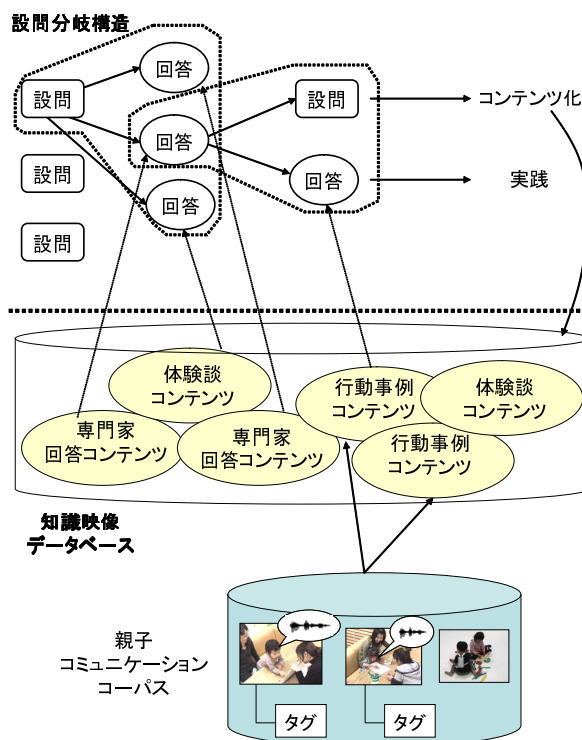 設問分岐構造
回答
設問
設問
コンテンツ化
回答
設問
回答
実践
回答
設問
体験談
コンテンツ
行動事例
コンテンツ
体験談
コンテンツ
専門家
回答コンテンツ
専門家
回答コンテンツ
行動事例
コンテンツ
知識映像
データベース
親子
コミュニケーション
コーパス
タグ
タグ